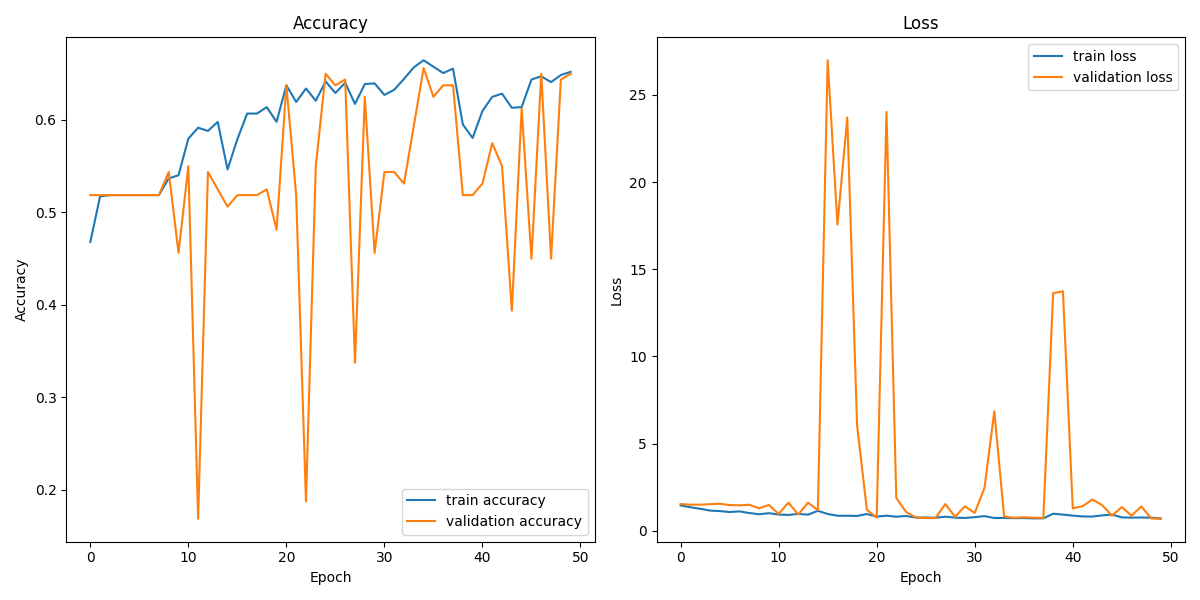 Accuracy
Accuracy
0.6
0.5
0.4
0.3
0.2
train accuracy
validation accuracy
0 10 20 30 40 50
Epoch
Loss
Loss
25
20
15
10
5
0
train loss
validation loss
0 10 20 30 40 50
Epoch